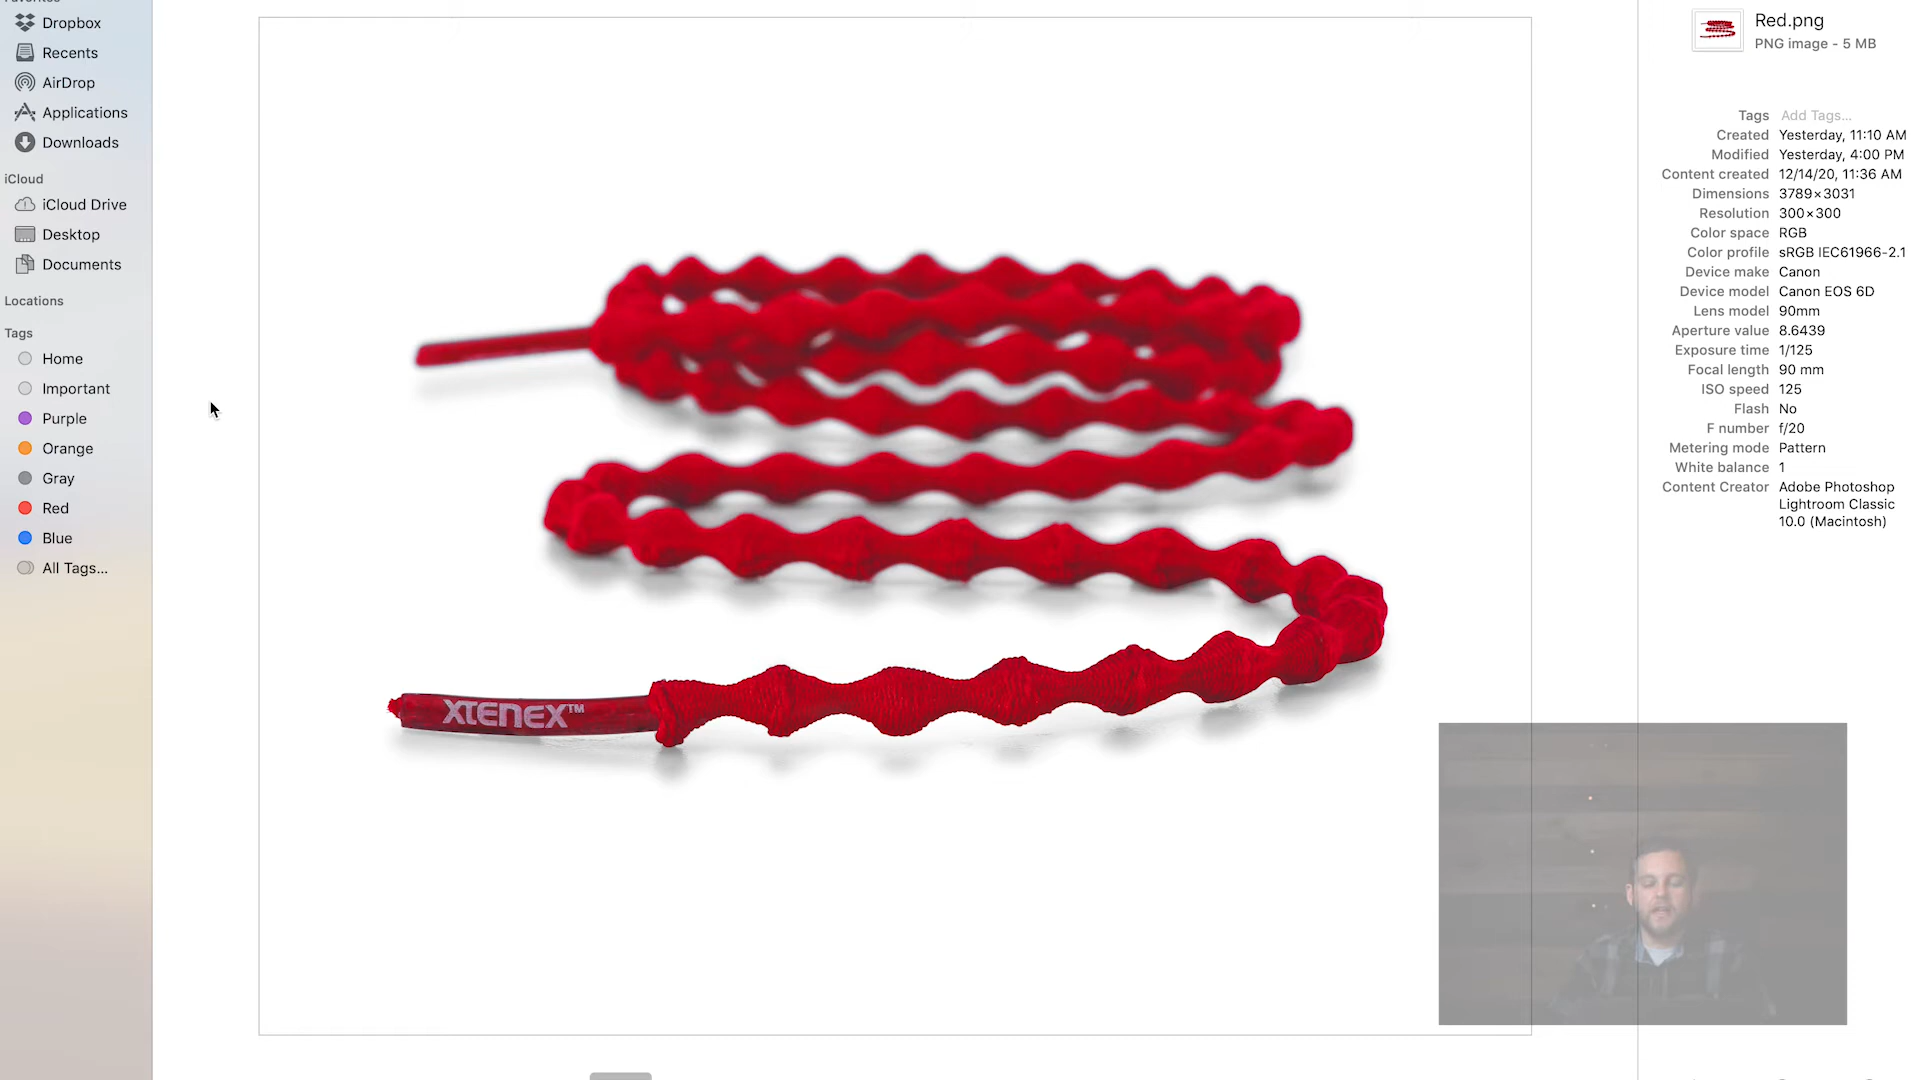 Dropbox
Recents
AirDrop
Applications
Downloads
iCloud
iCloud Drive
Desktop
Documents
Locations
Tags
Home
Important
Purple
Orange
Gray
Red
Blue
All Tags...
XTENEX™
Red.png
PNG image - 5 MB
Tags Add Tags...
Created Yesterday, 11:10 AM
Modified Yesterday, 4:00 PM
Content created 12/14/20, 11:36 AM
Dimensions 3789×3031
Resolution 300×300
Color space RGB
Color profile sRGB IEC61966-2.1
Device make Canon
Device model Canon EOS 6D
Lens model 90mm
Aperture value 8.6439
Exposure time 1/125
Focal length 90 mm
ISO speed 125
Flash No
F number f/20
Metering mode Pattern
White balance 1
Content Creator Adobe Photoshop
Lightroom Classic
10.0 (Macintosh)